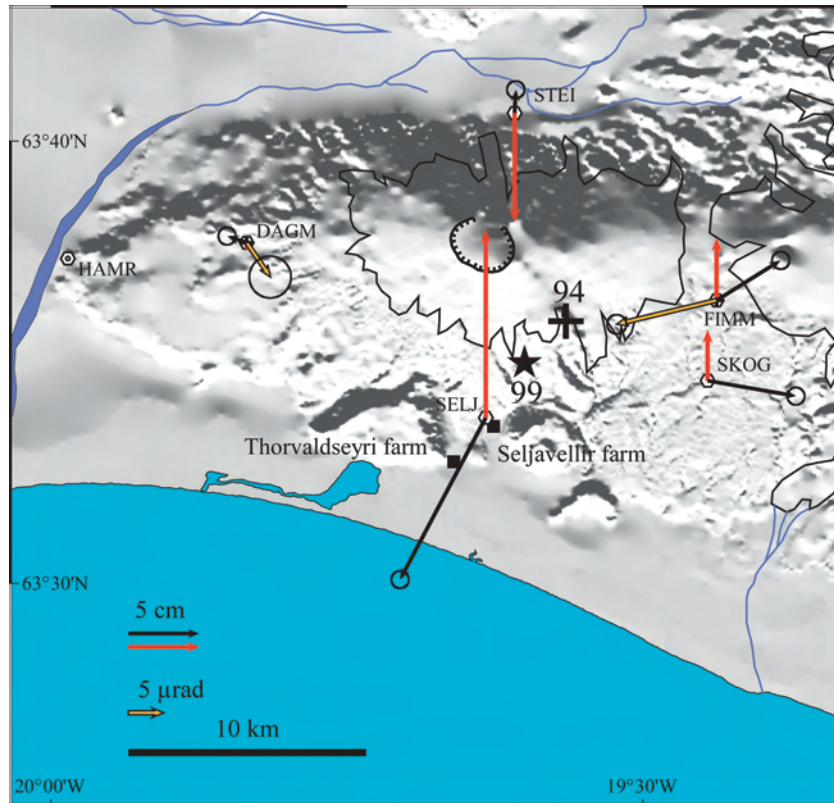 STEI
63°40'N
DAGM
HAMR
94
FIMM
99
SKOG
SELJ
Thorvaldseyri farm
Seljavellir farm
63°30'N
5 cm
5 µrad
10 km
20°00'W
19°30'W